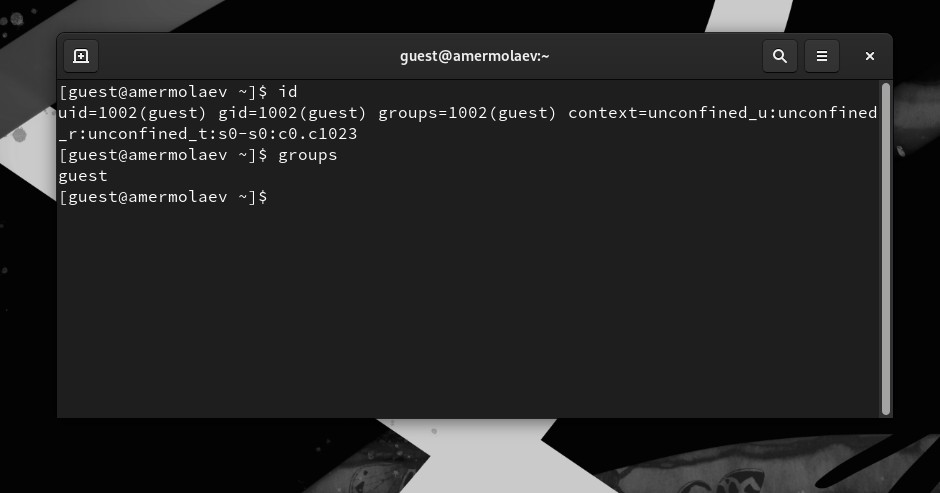 guest@amermolaev:~
[guest@amermolaev ~]$ id
uid=1002(guest) gid=1002(guest) groups=1002(guest) context=unconfined_u:unconfined
_r:unconfined_t:s0-s0:c0.c1023
[guest@amermolaev ~]$ groups
guest
[guest@amermolaev ~]$